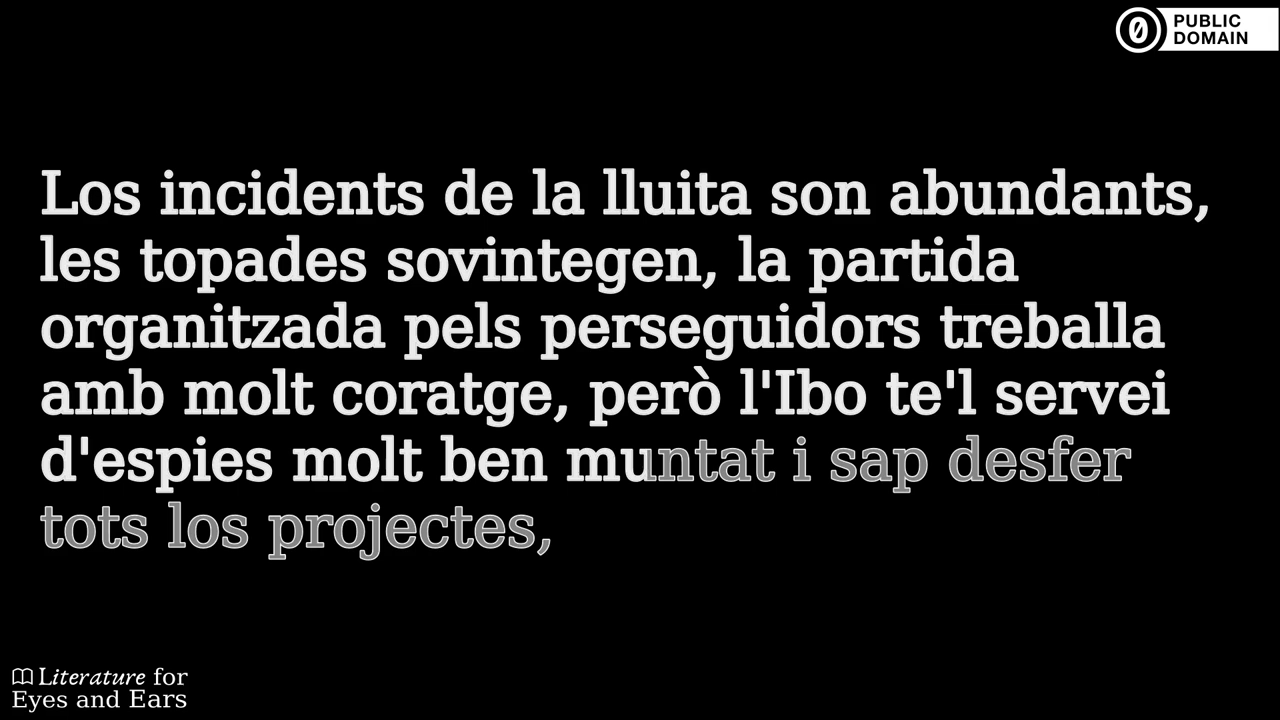 PUBLIC
DOMAIN
Los incidents de la lluita son abundants,
les topades sovintegen, la partida
organitzada pels perseguidors treballa
amb molt coratge, però l'Ibo te'l servei
d'espies molt ben muntat i sap desfer
tots los projectes,
Literature for
Eyes and Ears